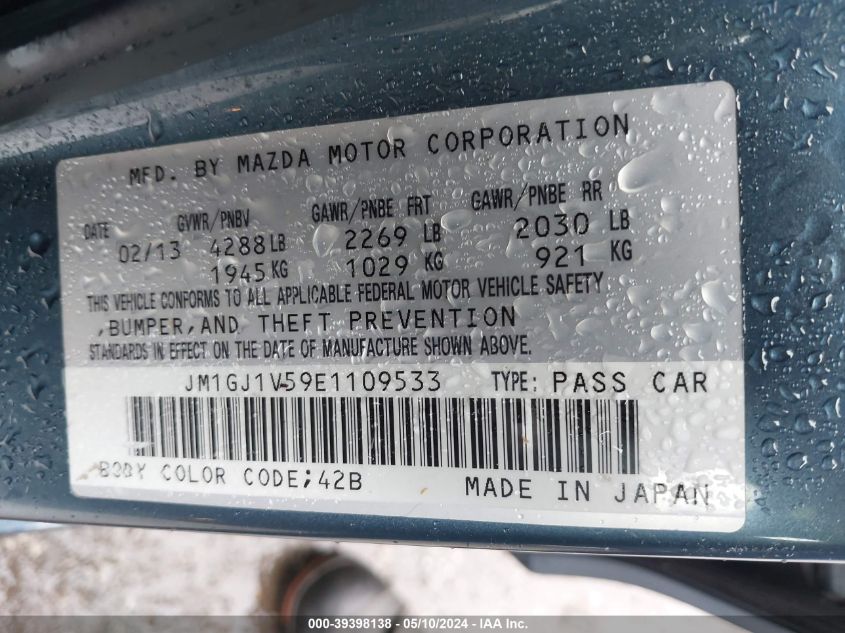 MFD. BY MAZDA MOTOR CORPORATION
DATE GVWR/PNBV GAWR/PNBE FRT GAWR/PNBE RR
02/13 4288 LB 2269 LB 2030 LB
1945 KG 1029 KG 921 KG
THIS VEHICLE CONFORMS TO ALL APPLICABLE FEDERAL MOTOR VEHICLE SAFETY
,BUMPER,AND THEFT PREVENTION
STANDARDS IN EFFECT ON THE DATE OF MANUFACTURE SHOWN ABOVE.
JM1GJ1V59E1109533 TYPE: PASS CAR
BODY COLOR CODE;42B MADE IN JAPAN
000-39398138 - 05/10/2024 - IAA Inc.